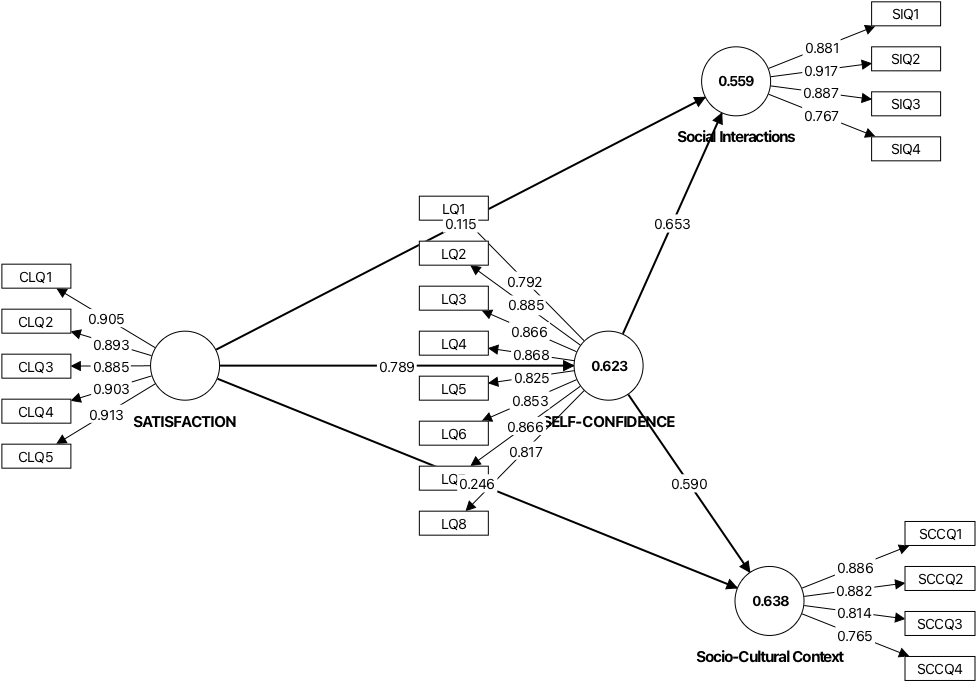 SIQ1
0.881
SIQ2
0.917
0.559
0.887
SIQ3
0.767
Social Interactions
SIQ4
LQ1
0.115
0.653
LQ2
CLQ1
0.792
LQ3
0.885
0.905
CLQ2
0.866
0.893
LQ4
0.868
CLQ3
0.885
0.789
0.623
0.825
LQ5
0.903
CLQ4
0.853
0.913
SATISFACTION
LQ6
0.866
SELF-CONFIDENCE
CLQ5
0.817
0.246
0.590
LQ8
SCCQ1
0.886
SCCQ2
0.882
0.638
0.814
SCCQ3
0.765
Socio-Cultural Context
SCCQ4